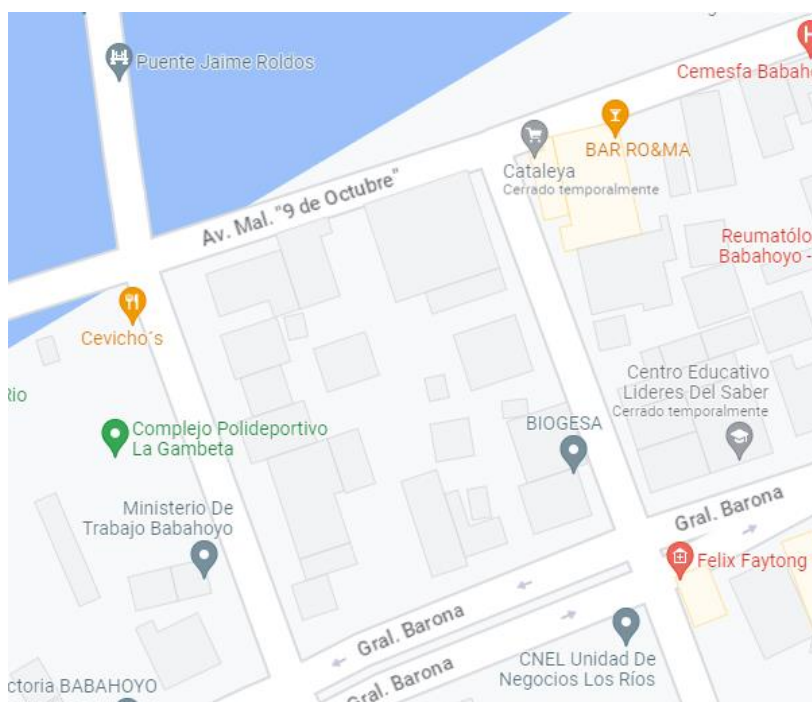 Puente Jaime Roldos
Cemesfa Babaho
BAR RO&MA
Cataleya
Cerrado temporalmente
Av. Mal. "9 de Octubre"
Reumatólo
Babahoyo -
Cevicho´s
Centro Educativo
Lideres Del Saber
Cerrado temporalmente
Rio
Complejo Polideportivo
La Gambeta
BIOGESA
Ministerio De
Trabajo Babahoyo
Gral. Barona
Felix Faytong
Gral. Barona
CNEL Unidad De
Negocios Los Ríos
Gral. Barona
ctoria BABAHOYO